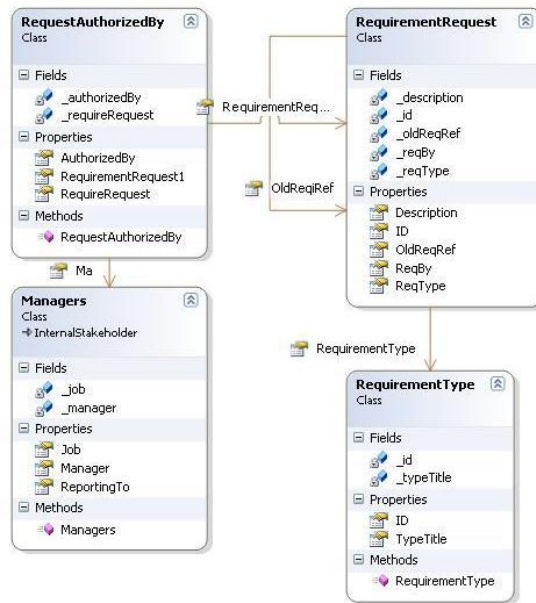 RequestAuthorizedBy
Class
Fields
_authorizedBy
_requireRequest
Properties
AuthorizedBy
RequirementRequest1
RequireRequest
Methods
RequestAuthorizedBy
RequirementReq...
OldReqiRef
RequirementRequest
Class
Fields
_description
_id
_oldReqRef
_reqBy
_reqType
Properties
Description
ID
OldReqRef
ReqBy
ReqType
Ma
Managers
Class
InternalStakeholder
Fields
_job
_manager
Properties
Job
Manager
ReportingTo
Methods
Managers
RequirementType
RequirementType
Class
Fields
_id
_typeTitle
Properties
ID
TypeTitle
Methods
RequirementType